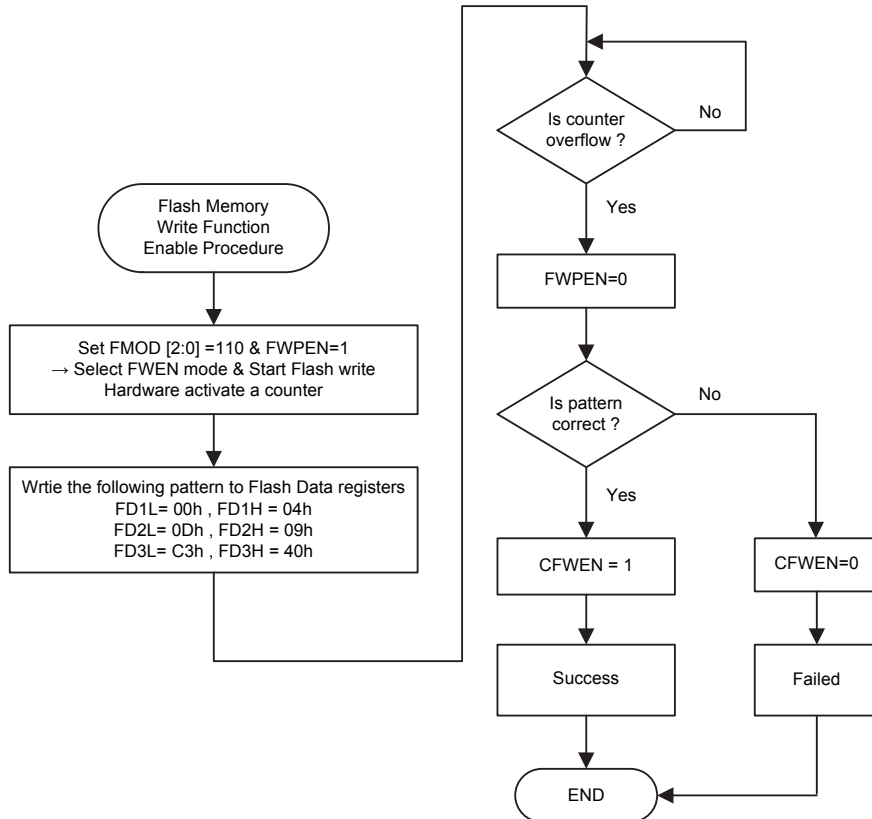 Flash Memory
Write Function
Enable Procedure
Set FMOD [2:0] =110 & FWPEN=1
→ Select FWEN mode & Start Flash write
Hardware activate a counter
Wrtie the following pattern to Flash Data registers
FD1L= 00h , FD1H = 04h
FD2L= 0Dh , FD2H = 09h
FD3L= C3h , FD3H = 40h
Is counter
overflow ?
No
Yes
FWPEN=0
Is pattern
correct ?
No
Yes
CFWEN = 1
CFWEN=0
Success
Failed
END